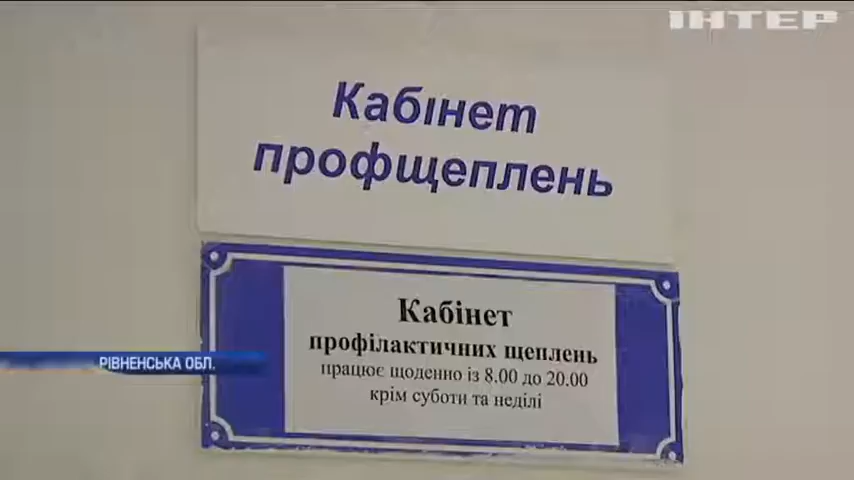 ІНТЕР
Кабінет
профщеплень
Кабінет
профілактичних щеплень
працює щоденно із 8.00 до 20.00
крім суботи та неділі
РІВНЕНСЬКА ОБЛ.